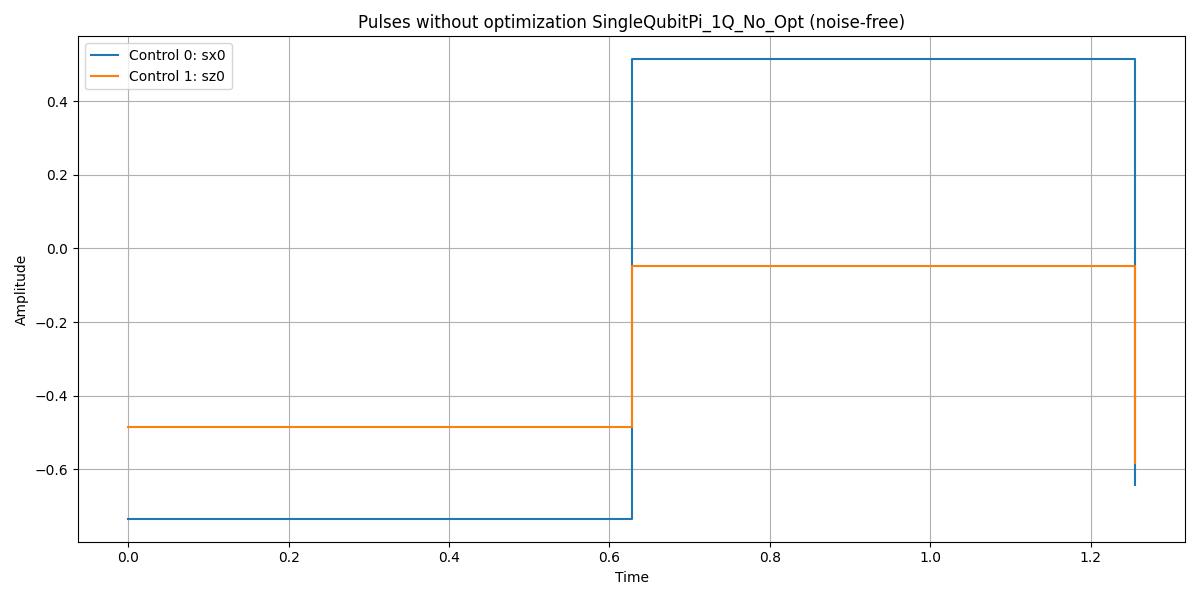 Pulses without optimization SingleQubitPi_1Q_No_Opt (noise-free)
Control 0: sx0
Control 1: sz0
Amplitude
0.4
0.2
0.0
−0.2
−0.4
−0.6
0.0 0.2 0.4 0.6 0.8 1.0 1.2
Time